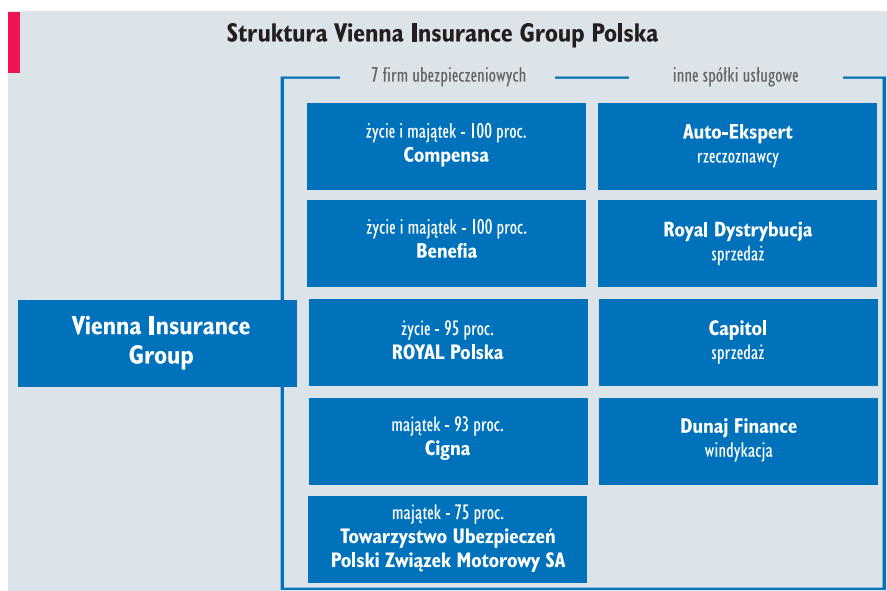 Struktura Vienna Insurance Group Polska
7 firm ubezpieczeniowych
inne spółki usługowe
Vienna Insurance
Group
życie i majątek - 100 proc.
Compensa
życie i majątek - 100 proc.
Benefia
życie - 95 proc.
ROYAL Polska
majątek - 93 proc.
Cigna
majątek - 75 proc.
Towarzystwo Ubezpieczeń
Polski Związek Motorowy SA
Auto-Ekspert
rzeczoznawcy
Royal Dystrybucja
sprzedaż
Capitol
sprzedaż
Dunaj Finance
windykacja